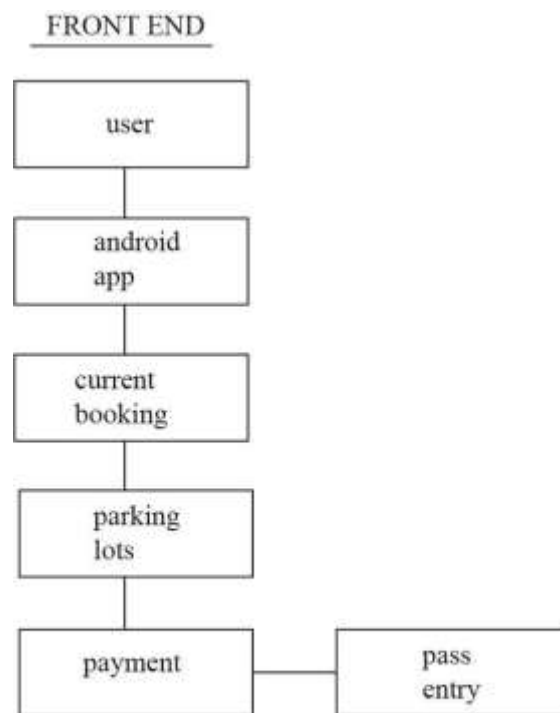 FRONT END
user
android
app
current
booking
parking
lots
payment
pass
entry